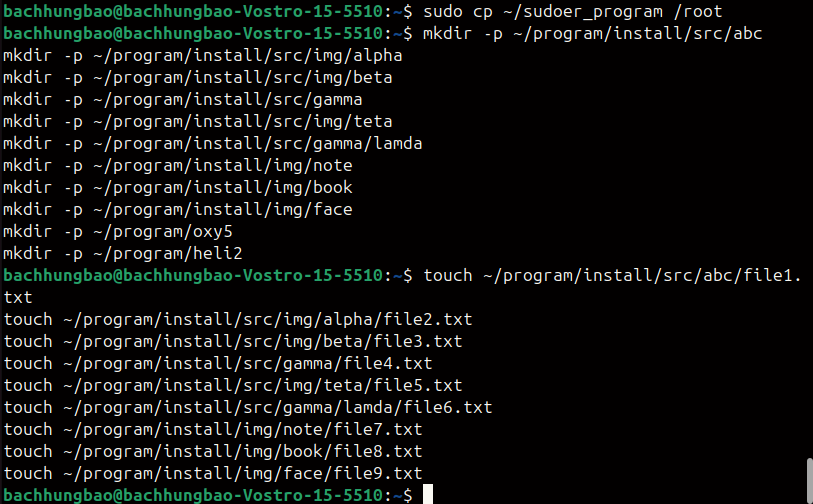 bachhungbao@bachhungbao-Vostro-15-5510:~$ sudo cp ~/sudoer_program /root
bachhungbao@bachhungbao-Vostro-15-5510:~$ mkdir -p ~/program/install/src/abc
mkdir -p ~/program/install/src/img/alpha
mkdir -p ~/program/install/src/img/beta
mkdir -p ~/program/install/src/gamma
mkdir -p ~/program/install/src/img/teta
mkdir -p ~/program/install/src/gamma/lamda
mkdir -p ~/program/install/img/note
mkdir -p ~/program/install/img/book
mkdir -p ~/program/install/img/face
mkdir -p ~/program/oxy5
mkdir -p ~/program/heli2
bachhungbao@bachhungbao-Vostro-15-5510:~$ touch ~/program/install/src/abc/file1.
txt
touch ~/program/install/src/img/alpha/file2.txt
touch ~/program/install/src/img/beta/file3.txt
touch ~/program/install/src/gamma/file4.txt
touch ~/program/install/src/img/teta/file5.txt
touch ~/program/install/src/gamma/lamda/file6.txt
touch ~/program/install/img/note/file7.txt
touch ~/program/install/img/book/file8.txt
touch ~/program/install/img/face/file9.txt
bachhungbao@bachhungbao-Vostro-15-5510:~$